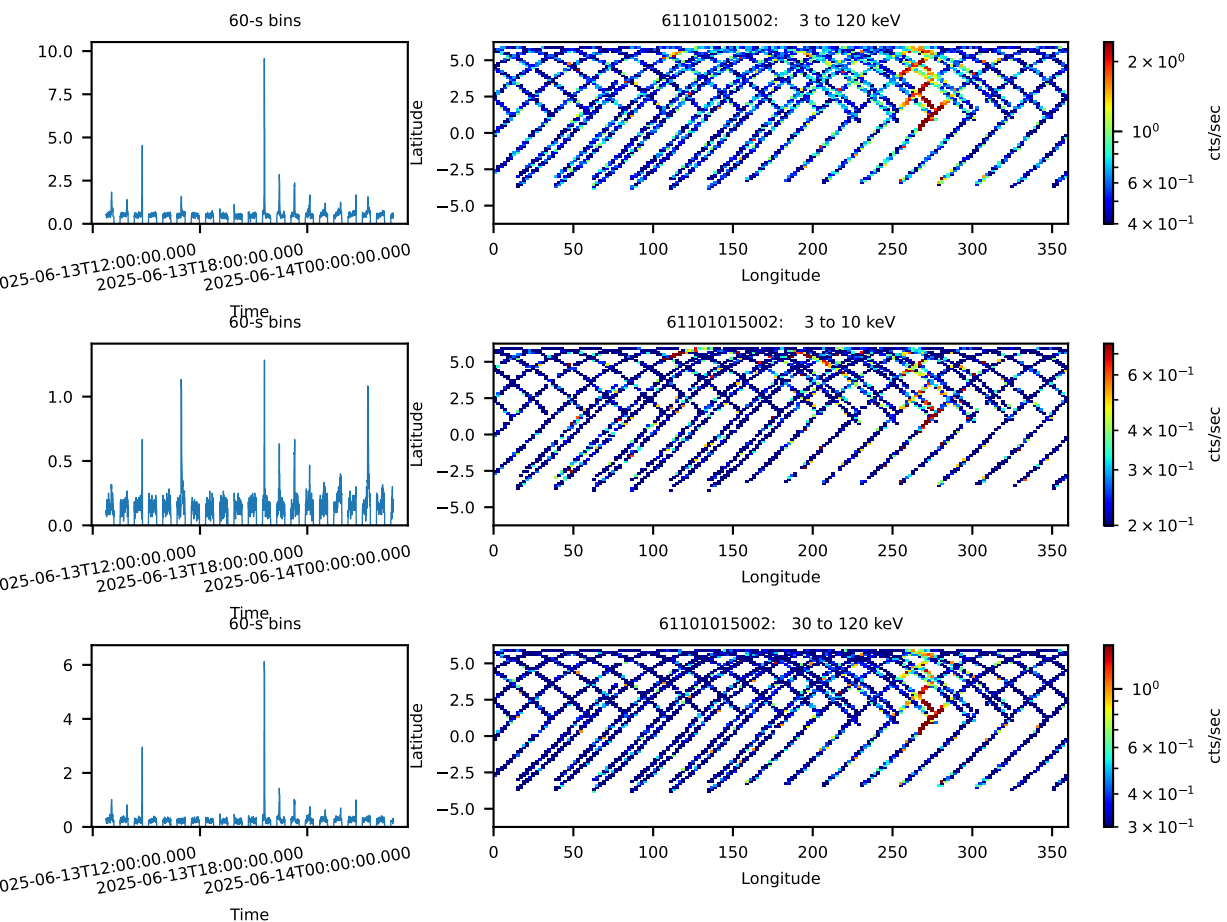 60-s bins
61101015002: 3 to 120 keV
10.0
7.5
5.0
2.5
0.0
Latitude
5.0
2.5
0.0
−2.5
−5.0
2 × 10⁰
10⁰
6 × 10⁻¹
4 × 10⁻¹
cts/sec
0 50 100 150 200 250 300 350
Longitude
025-06-13T12:00:00.000
2025-06-13T18:00:00.000
2025-06-14T00:00:00.000
Time
60-s bins
61101015002: 3 to 10 keV
1.0
0.5
0.0
Latitude
5.0
2.5
0.0
−2.5
−5.0
6 × 10⁻¹
4 × 10⁻¹
3 × 10⁻¹
2 × 10⁻¹
cts/sec
0 50 100 150 200 250 300 350
Longitude
025-06-13T12:00:00.000
2025-06-13T18:00:00.000
2025-06-14T00:00:00.000
Time
60-s bins
61101015002: 30 to 120 keV
6
4
2
0
Latitude
5.0
2.5
0.0
−2.5
−5.0
10⁰
6 × 10⁻¹
4 × 10⁻¹
3 × 10⁻¹
cts/sec
0 50 100 150 200 250 300 350
Longitude
025-06-13T12:00:00.000
2025-06-13T18:00:00.000
2025-06-14T00:00:00.000
Time